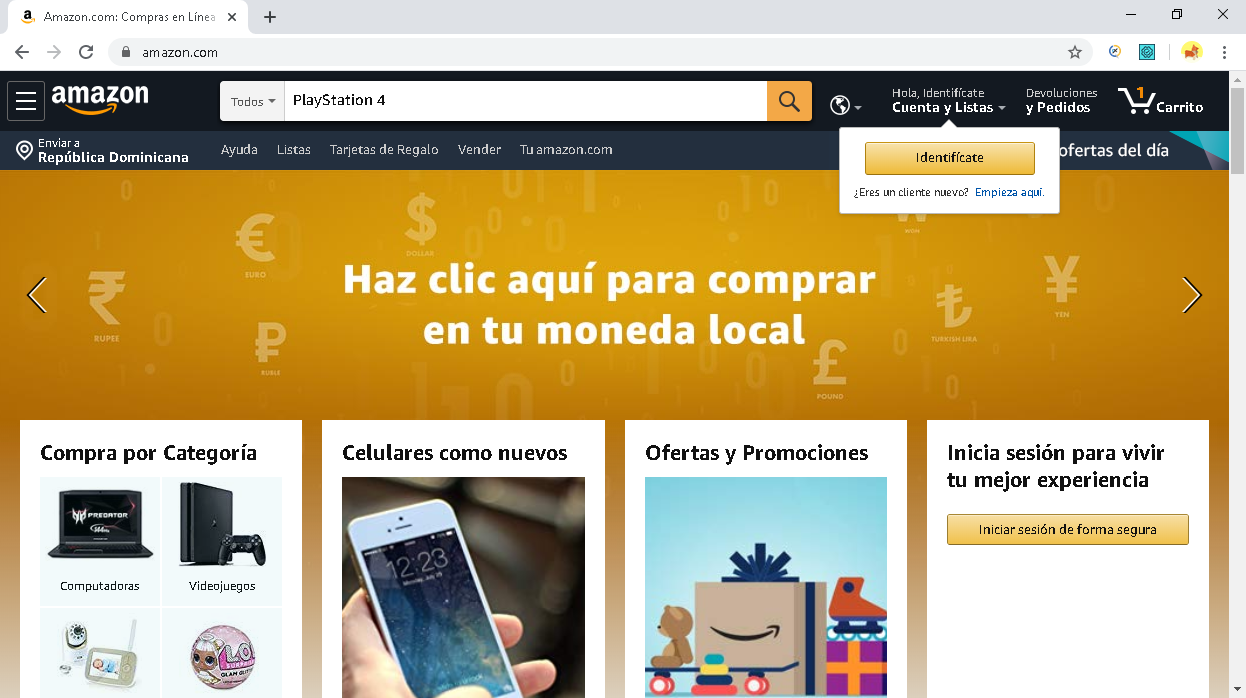 Amazon.com: Compras en Línea
amazon.com
amazon
Todos
PlayStation 4
Hola, Identifícate
Cuenta y Listas
Devoluciones
y Pedidos
1
Carrito
Enviar a
República Dominicana
Ayuda
Listas
Tarjetas de Regalo
Vender
Tu amazon.com
ofertas del día
Identifícate
¿Eres un cliente nuevo? Empieza aquí.
DOLLAR
EURO
WON
RUPEE
RUBLE
TURKISH LIRA
YEN
POUND
Haz clic aquí para comprar
en tu moneda local
Compra por Categoría
PREDATOR
Computadoras
Videojuegos
L.O.L.
SURPRISE!
GLAM GLITTER
Celulares como nuevos
12:23
Ofertas y Promociones
Inicia sesión para vivir
tu mejor experiencia
Iniciar sesión de forma segura